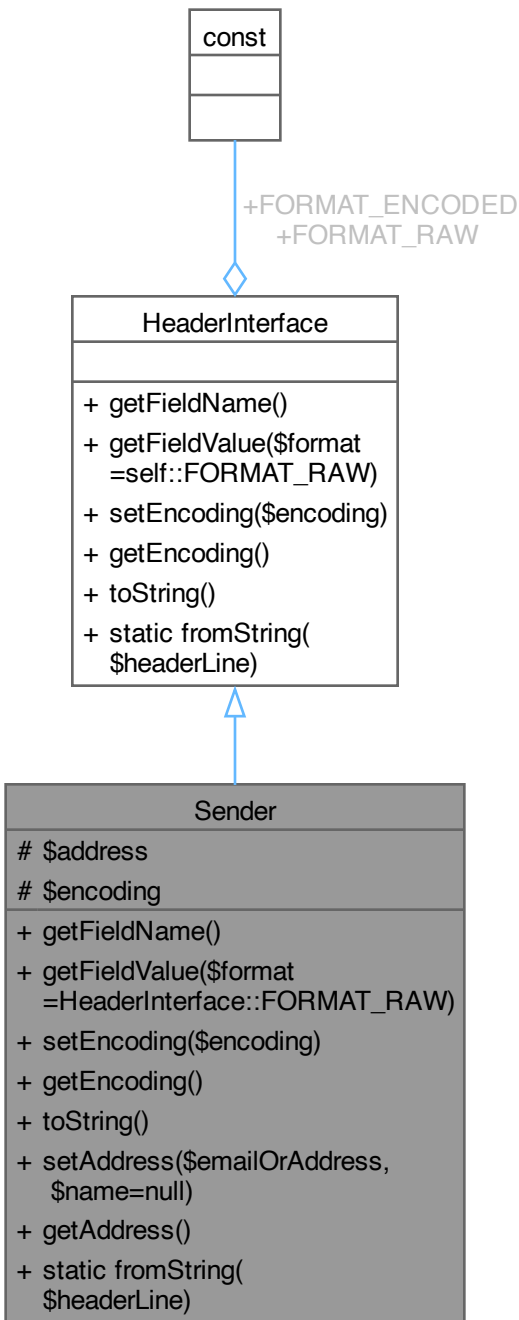 const
+FORMAT_ENCODED
+FORMAT_RAW
HeaderInterface
+ getFieldName()
+ getFieldValue($format
=self::FORMAT_RAW)
+ setEncoding($encoding)
+ getEncoding()
+ toString()
+ static fromString(
$headerLine)
Sender
# $address
# $encoding
+ getFieldName()
+ getFieldValue($format
=HeaderInterface::FORMAT_RAW)
+ setEncoding($encoding)
+ getEncoding()
+ toString()
+ setAddress($emailOrAddress,
$name=null)
+ getAddress()
+ static fromString(
$headerLine)